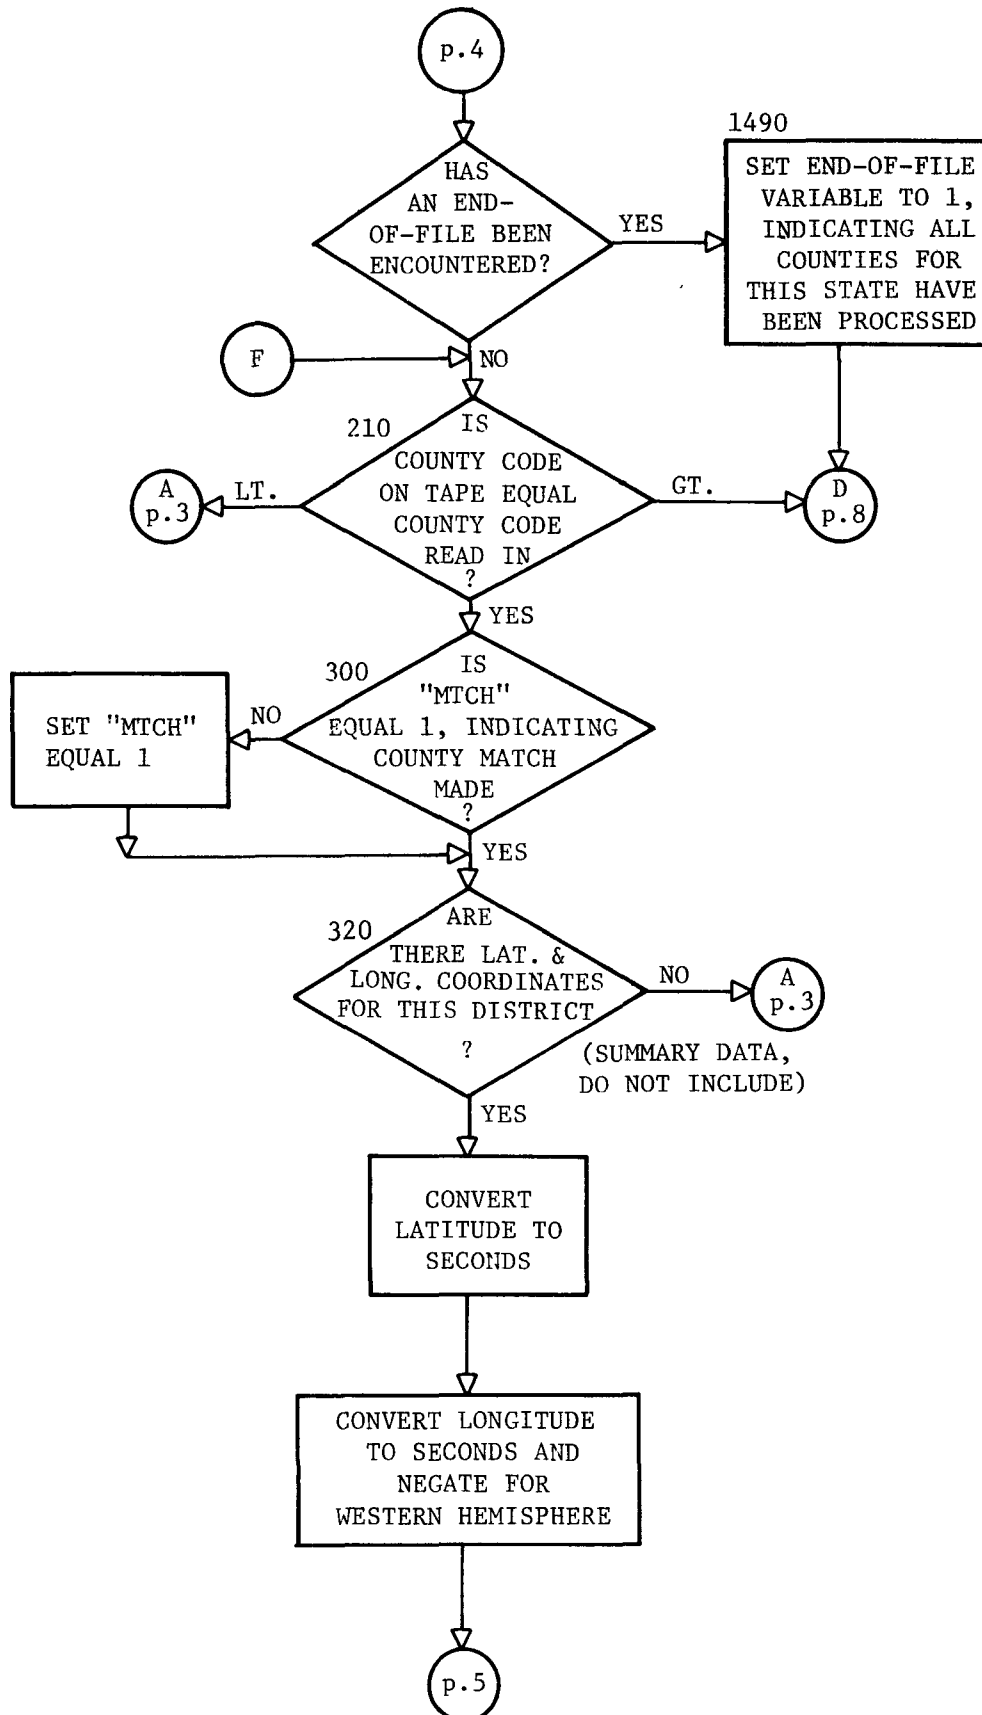 p.4
HAS
AN END-
OF-FILE BEEN
ENCOUNTERED?
YES
1490
SET END-OF-FILE
VARIABLE TO 1,
INDICATING ALL
COUNTIES FOR
THIS STATE HAVE
BEEN PROCESSED
F
NO
210
IS
COUNTY CODE
ON TAPE EQUAL
COUNTY CODE
READ IN
?
LT.
A
p.3
GT.
D
p.8
YES
300
IS
"MTCH"
EQUAL 1, INDICATING
COUNTY MATCH
MADE
?
NO
SET "MTCH"
EQUAL 1
YES
320
ARE
THERE LAT. &
LONG. COORDINATES
FOR THIS DISTRICT
?
NO
A
p.3
(SUMMARY DATA,
DO NOT INCLUDE)
YES
CONVERT
LATITUDE TO
SECONDS
CONVERT LONGITUDE
TO SECONDS AND
NEGATE FOR
WESTERN HEMISPHERE
p.5